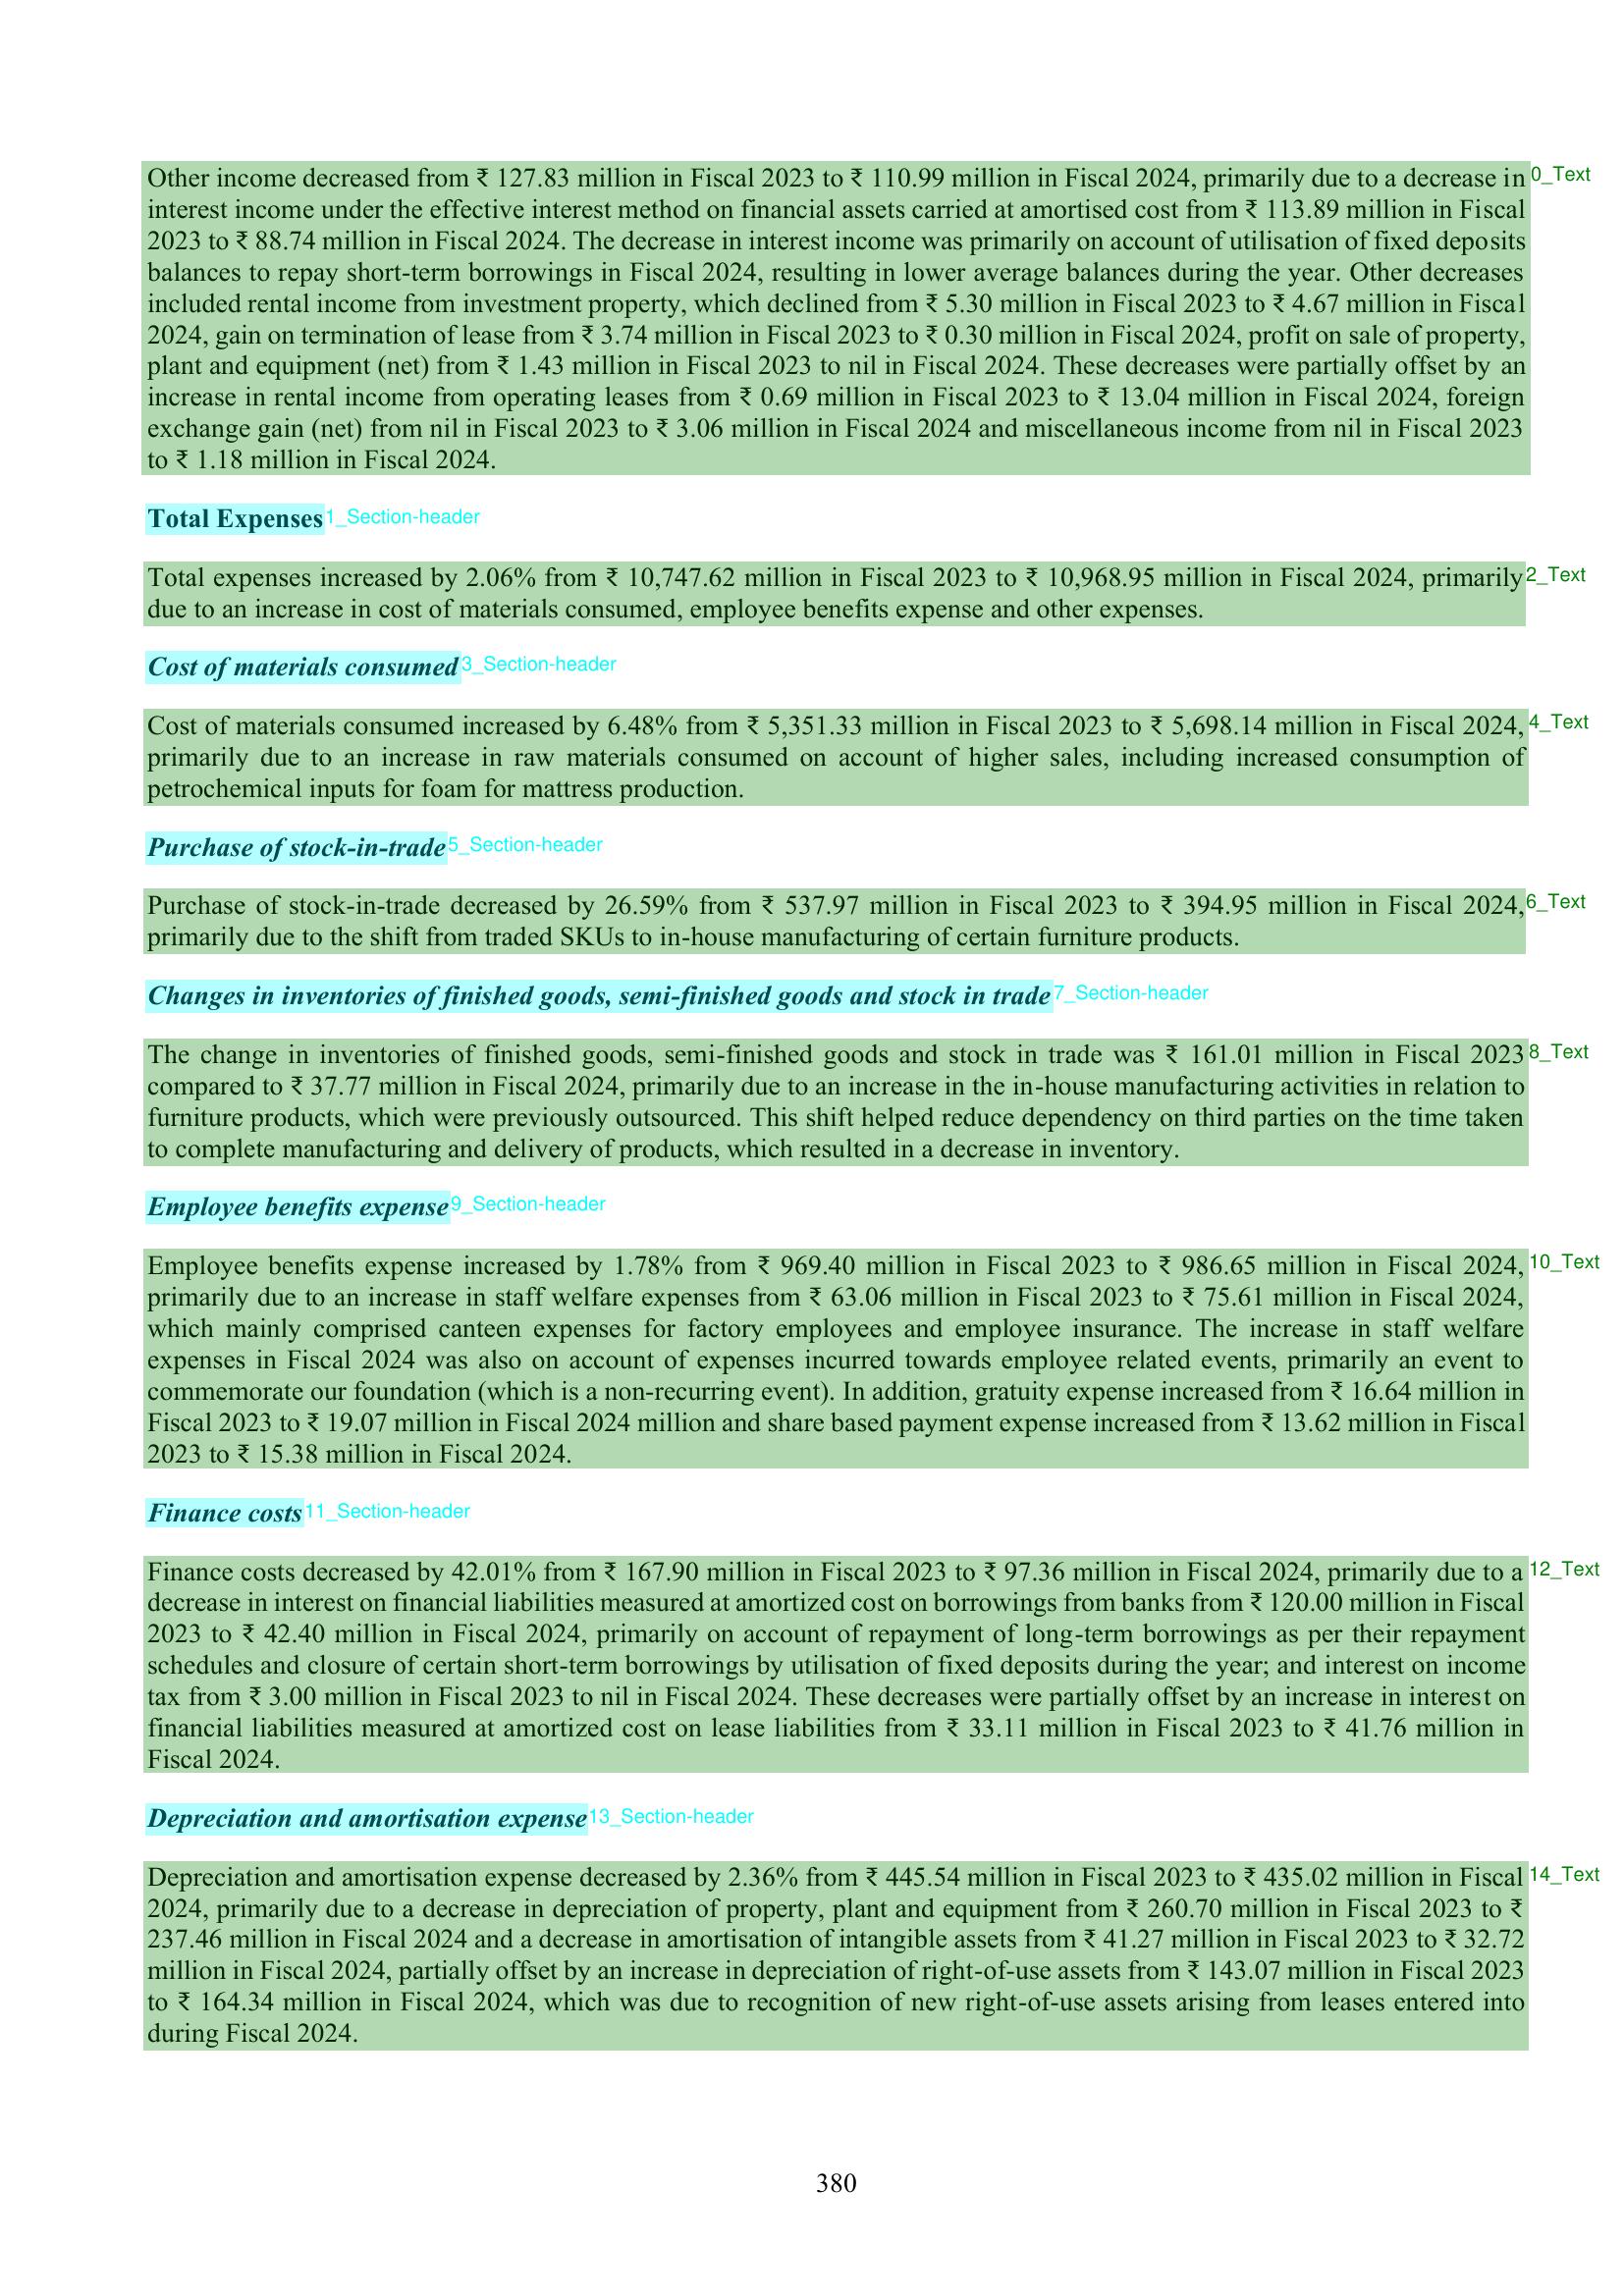 Other income decreased from ₹ 127.83 million in Fiscal 2023 to ₹ 110.99 million in Fiscal 2024, primarily due to a decrease in 0_Text
interest income under the effective interest method on financial assets carried at amortised cost from ₹ 113.89 million in Fiscal
2023 to ₹ 88.74 million in Fiscal 2024. The decrease in interest income was primarily on account of utilisation of fixed deposits
balances to repay short-term borrowings in Fiscal 2024, resulting in lower average balances during the year. Other decreases
included rental income from investment property, which declined from ₹ 5.30 million in Fiscal 2023 to ₹ 4.67 million in Fiscal
2024, gain on termination of lease from ₹ 3.74 million in Fiscal 2023 to ₹ 0.30 million in Fiscal 2024, profit on sale of property,
plant and equipment (net) from ₹ 1.43 million in Fiscal 2023 to nil in Fiscal 2024. These decreases were partially offset by an
increase in rental income from operating leases from ₹ 0.69 million in Fiscal 2023 to ₹ 13.04 million in Fiscal 2024, foreign
exchange gain (net) from nil in Fiscal 2023 to ₹ 3.06 million in Fiscal 2024 and miscellaneous income from nil in Fiscal 2023
to ₹ 1.18 million in Fiscal 2024.
Total Expenses 1_Section-header
Total expenses increased by 2.06% from ₹ 10,747.62 million in Fiscal 2023 to ₹ 10,968.95 million in Fiscal 2024, primarily 2_Text
due to an increase in cost of materials consumed, employee benefits expense and other expenses.
Cost of materials consumed 3_Section-header
Cost of materials consumed increased by 6.48% from ₹ 5,351.33 million in Fiscal 2023 to ₹ 5,698.14 million in Fiscal 2024, 4_Text
primarily due to an increase in raw materials consumed on account of higher sales, including increased consumption of
petrochemical inputs for foam for mattress production.
Purchase of stock-in-trade 5_Section-header
Purchase of stock-in-trade decreased by 26.59% from ₹ 537.97 million in Fiscal 2023 to ₹ 394.95 million in Fiscal 2024, 6_Text
primarily due to the shift from traded SKUs to in-house manufacturing of certain furniture products.
Changes in inventories of finished goods, semi-finished goods and stock in trade 7_Section-header
The change in inventories of finished goods, semi-finished goods and stock in trade was ₹ 161.01 million in Fiscal 2023 8_Text
compared to ₹ 37.77 million in Fiscal 2024, primarily due to an increase in the in-house manufacturing activities in relation to
furniture products, which were previously outsourced. This shift helped reduce dependency on third parties on the time taken
to complete manufacturing and delivery of products, which resulted in a decrease in inventory.
Employee benefits expense 9_Section-header
Employee benefits expense increased by 1.78% from ₹ 969.40 million in Fiscal 2023 to ₹ 986.65 million in Fiscal 2024, 10_Text
primarily due to an increase in staff welfare expenses from ₹ 63.06 million in Fiscal 2023 to ₹ 75.61 million in Fiscal 2024,
which mainly comprised canteen expenses for factory employees and employee insurance. The increase in staff welfare
expenses in Fiscal 2024 was also on account of expenses incurred towards employee related events, primarily an event to
commemorate our foundation (which is a non-recurring event). In addition, gratuity expense increased from ₹ 16.64 million in
Fiscal 2023 to ₹ 19.07 million in Fiscal 2024 million and share based payment expense increased from ₹ 13.62 million in Fiscal
2023 to ₹ 15.38 million in Fiscal 2024.
Finance costs 11_Section-header
Finance costs decreased by 42.01% from ₹ 167.90 million in Fiscal 2023 to ₹ 97.36 million in Fiscal 2024, primarily due to a 12_Text
decrease in interest on financial liabilities measured at amortized cost on borrowings from banks from ₹ 120.00 million in Fiscal
2023 to ₹ 42.40 million in Fiscal 2024, primarily on account of repayment of long-term borrowings as per their repayment
schedules and closure of certain short-term borrowings by utilisation of fixed deposits during the year; and interest on income
tax from ₹ 3.00 million in Fiscal 2023 to nil in Fiscal 2024. These decreases were partially offset by an increase in interest on
financial liabilities measured at amortized cost on lease liabilities from ₹ 33.11 million in Fiscal 2023 to ₹ 41.76 million in
Fiscal 2024.
Depreciation and amortisation expense 13_Section-header
Depreciation and amortisation expense decreased by 2.36% from ₹ 445.54 million in Fiscal 2023 to ₹ 435.02 million in Fiscal 14_Text
2024, primarily due to a decrease in depreciation of property, plant and equipment from ₹ 260.70 million in Fiscal 2023 to ₹
237.46 million in Fiscal 2024 and a decrease in amortisation of intangible assets from ₹ 41.27 million in Fiscal 2023 to ₹ 32.72
million in Fiscal 2024, partially offset by an increase in depreciation of right-of-use assets from ₹ 143.07 million in Fiscal 2023
to ₹ 164.34 million in Fiscal 2024, which was due to recognition of new right-of-use assets arising from leases entered into
during Fiscal 2024.
380